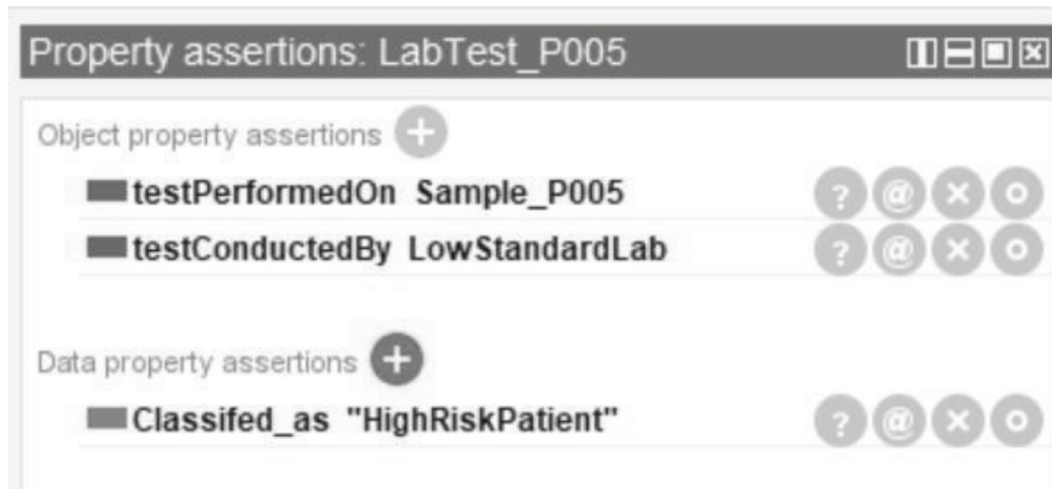 Property assertions: LabTest_P005
Object property assertions
testPerformedOn Sample_P005
testConductedBy LowStandardLab
Data property assertions
Classifed_as "HighRiskPatient"